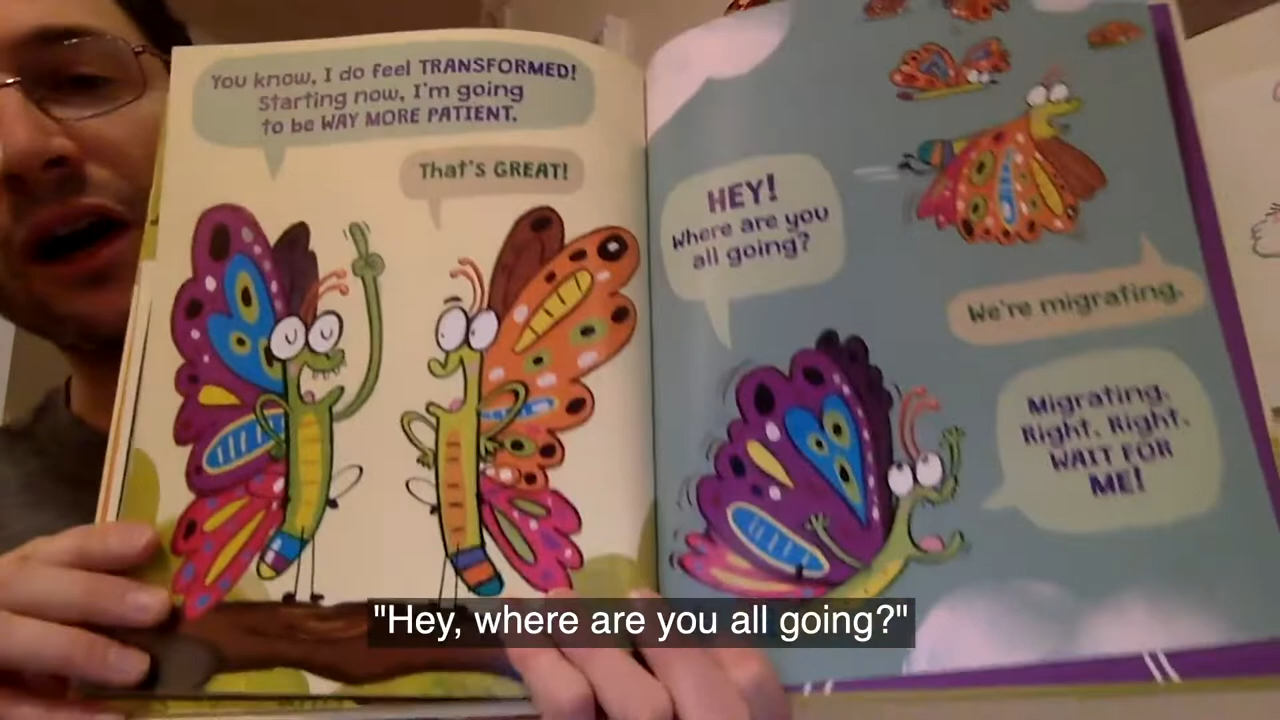 You know, I do feel TRANSFORMED!
Starting now, I'm going
to be WAY MORE PATIENT.
That's GREAT!
HEY!
Where are you
all going?
We're migrating.
Migrating.
Right. Right.
WAIT FOR
ME!
"Hey, where are you all going?"